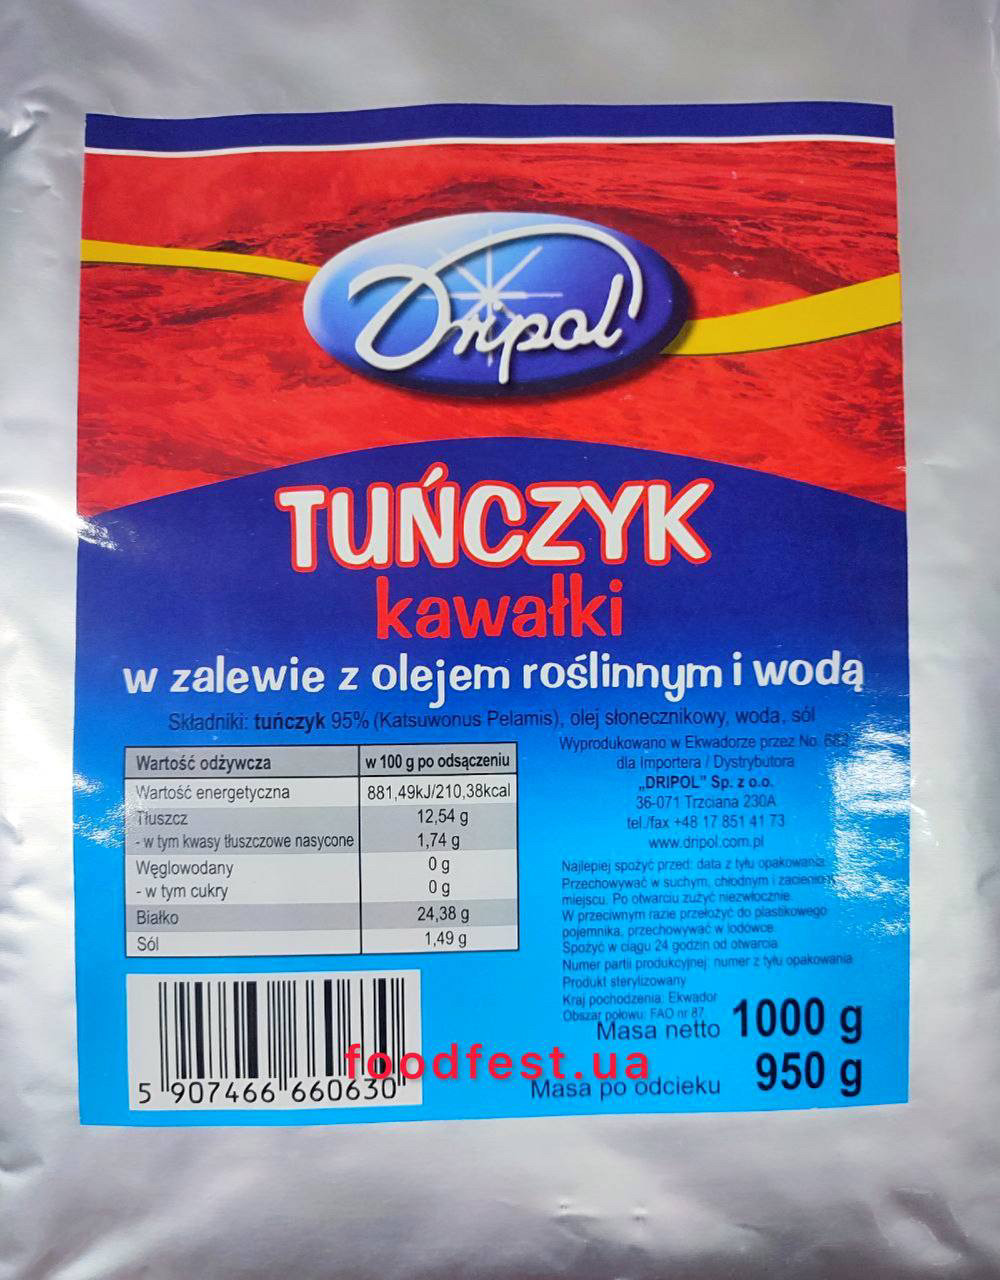 Dripol
TUŃCZYK
kawałki
w zalewie z olejem roślinnym i wodą
Składniki: tuńczyk 95% (Katsuwonus Pelamis), olej słonecznikowy, woda, sól
Wartość odżywcza w 100 g po odsączeniu
Wartość energetyczna 881,49kJ/210,38kcal
Tłuszcz 12,54 g
- w tym kwasy tłuszczowe nasycone 1,74 g
Węglowodany 0 g
- w tym cukry 0 g
Białko 24,38 g
Sól 1,49 g
Wyprodukowano w Ekwadorze przez No. 682
dla Importera / Dystrybutora
„DRIPOL" Sp. z o.o.
36-071 Trzciana 230A
tel./fax +48 17 851 41 73
www.dripol.com.pl
Najlepiej spożyć przed: data z tyłu opakowania.
Przechowywać w suchym, chłodnym i
miejscu. Po otwarciu zużyć niezwłocznie.
W przeciwnym razie przełożyć do plastikowego
pojemnika, przechowywać w lodówce.
Spożyć w ciągu 24 godzin od otwarcia
Numer partii produkcyjnej: numer z tyłu opakowania
Produkt sterylizowany
Kraj pochodzenia: Ekwador
Obszar połowu: FAO nr 87
Masa netto 1000 g
Masa po odcieku 950 g
5 907466 660630
foodfest.ua